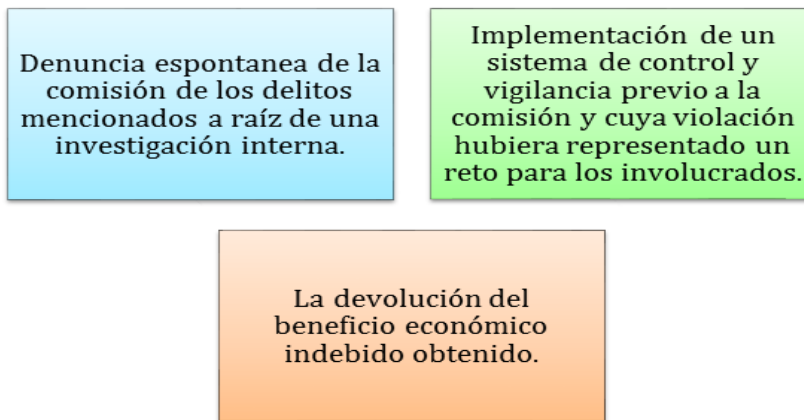 Denuncia espontanea de la
comisión de los delitos
mencionados a raíz de una
investigación interna.
Implementación de un
sistema de control y
vigilancia previo a la
comisión y cuya violación
hubiera representado un
reto para los involucrados.
La devolución del
beneficio económico
indebido obtenido.